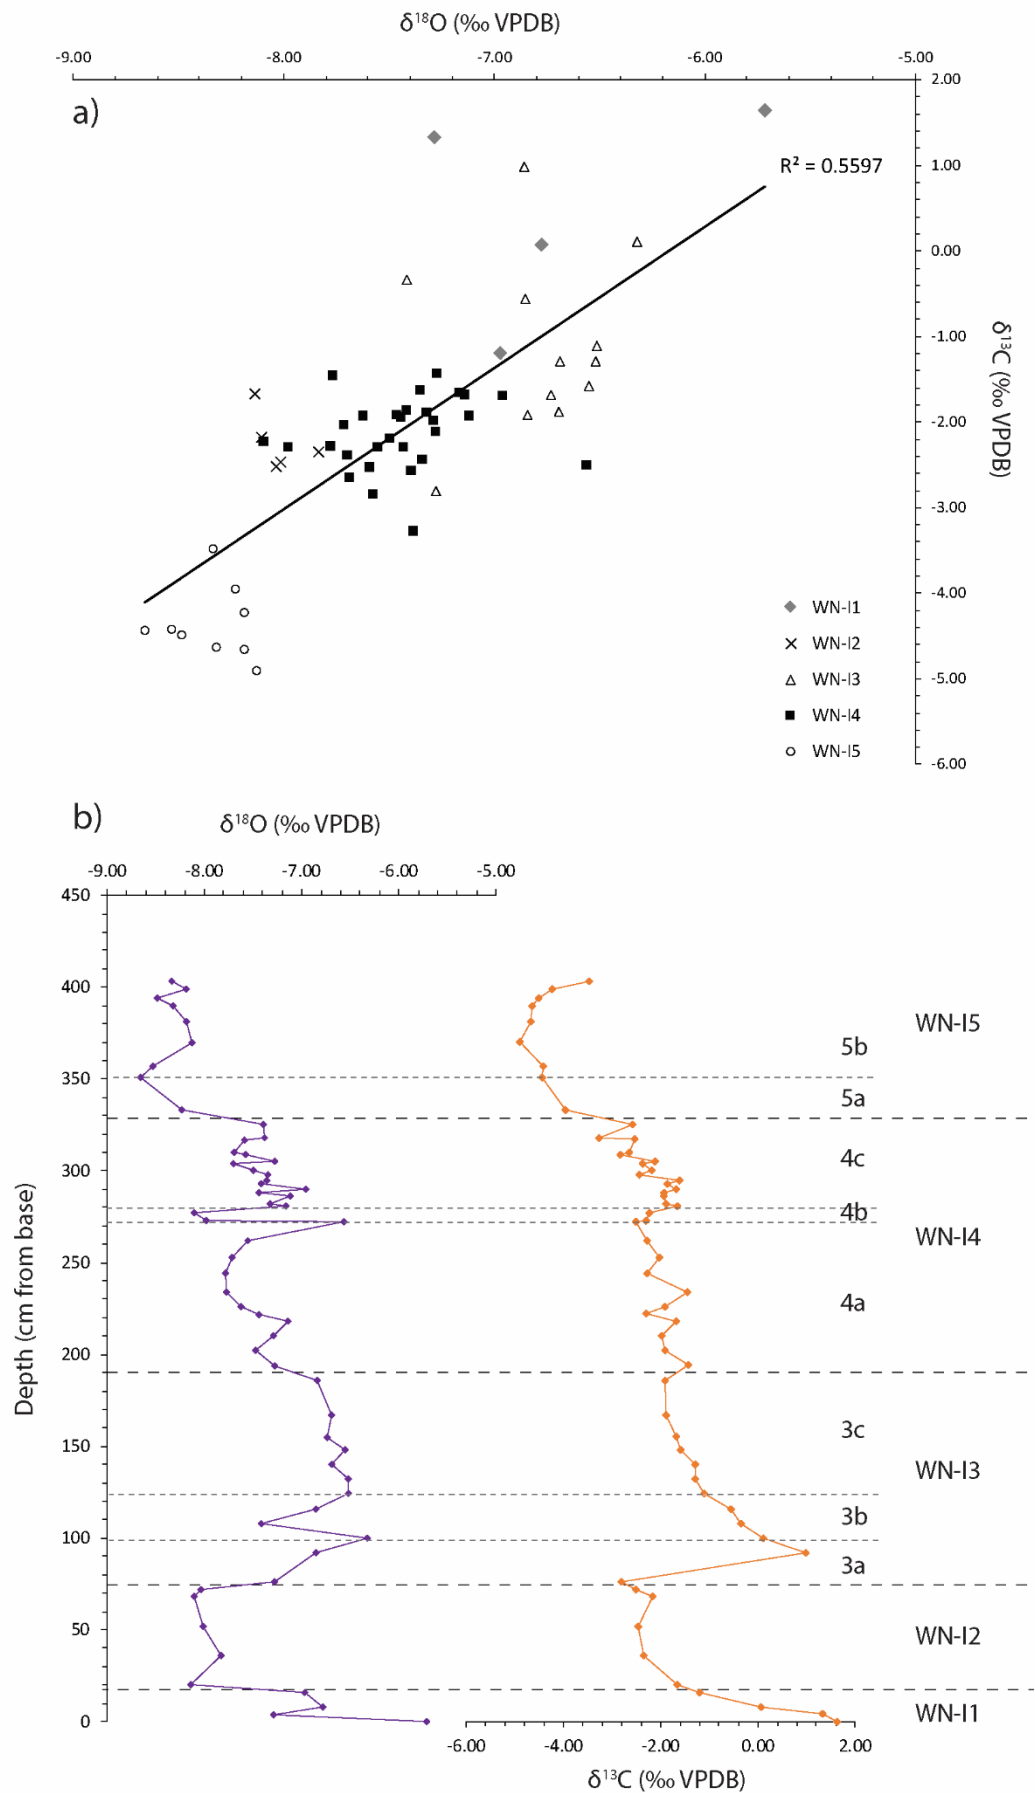 δ¹⁸O (‰ VPDB)
-9.00 -8.00 -7.00 -6.00 -5.00
a)
2.00
R² = 0.5597
1.00
0.00
-1.00
δ¹³C (‰ VPDB)
-2.00
-3.00
-4.00
WN-I1
WN-I2
-5.00
WN-I3
WN-I4
WN-I5
-6.00
b)
δ¹⁸O (‰ VPDB)
-9.00 -8.00 -7.00 -6.00 -5.00
450
400
WN-I5
5b
350
5a
4c
300
4b
WN-I4
250
4a
200
Depth (cm from base)
3c
150
WN-I3
3b
100
3a
50
WN-I2
WN-I1
0
-6.00 -4.00 -2.00 0.00 2.00
δ¹³C (‰ VPDB)